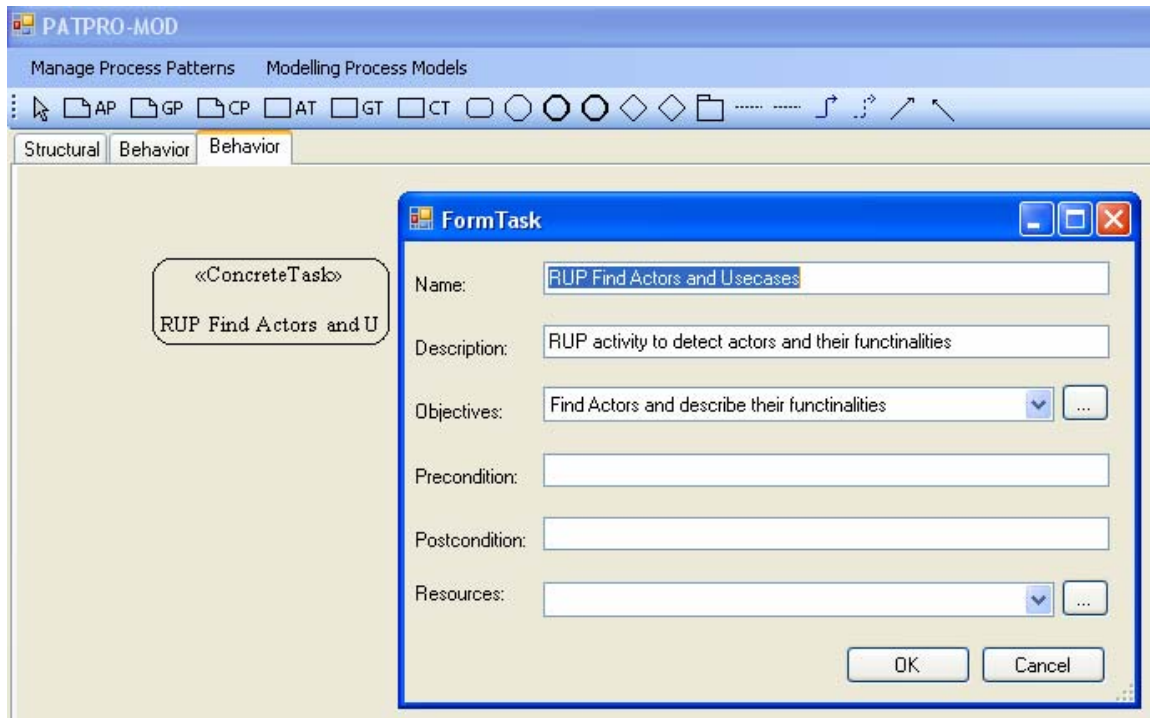 PATPRO-MOD
Manage Process Patterns Modelling Process Models
AP GP CP AT GT CT
Structural Behavior Behavior
FormTask
«ConcreteTask»
RUP Find Actors and U
Name: RUP Find Actors and Usecases
Description: RUP activity to detect actors and their functinalities
Objectives: Find Actors and describe their functinalities ...
Precondition:
Postcondition:
Resources: ...
OK Cancel